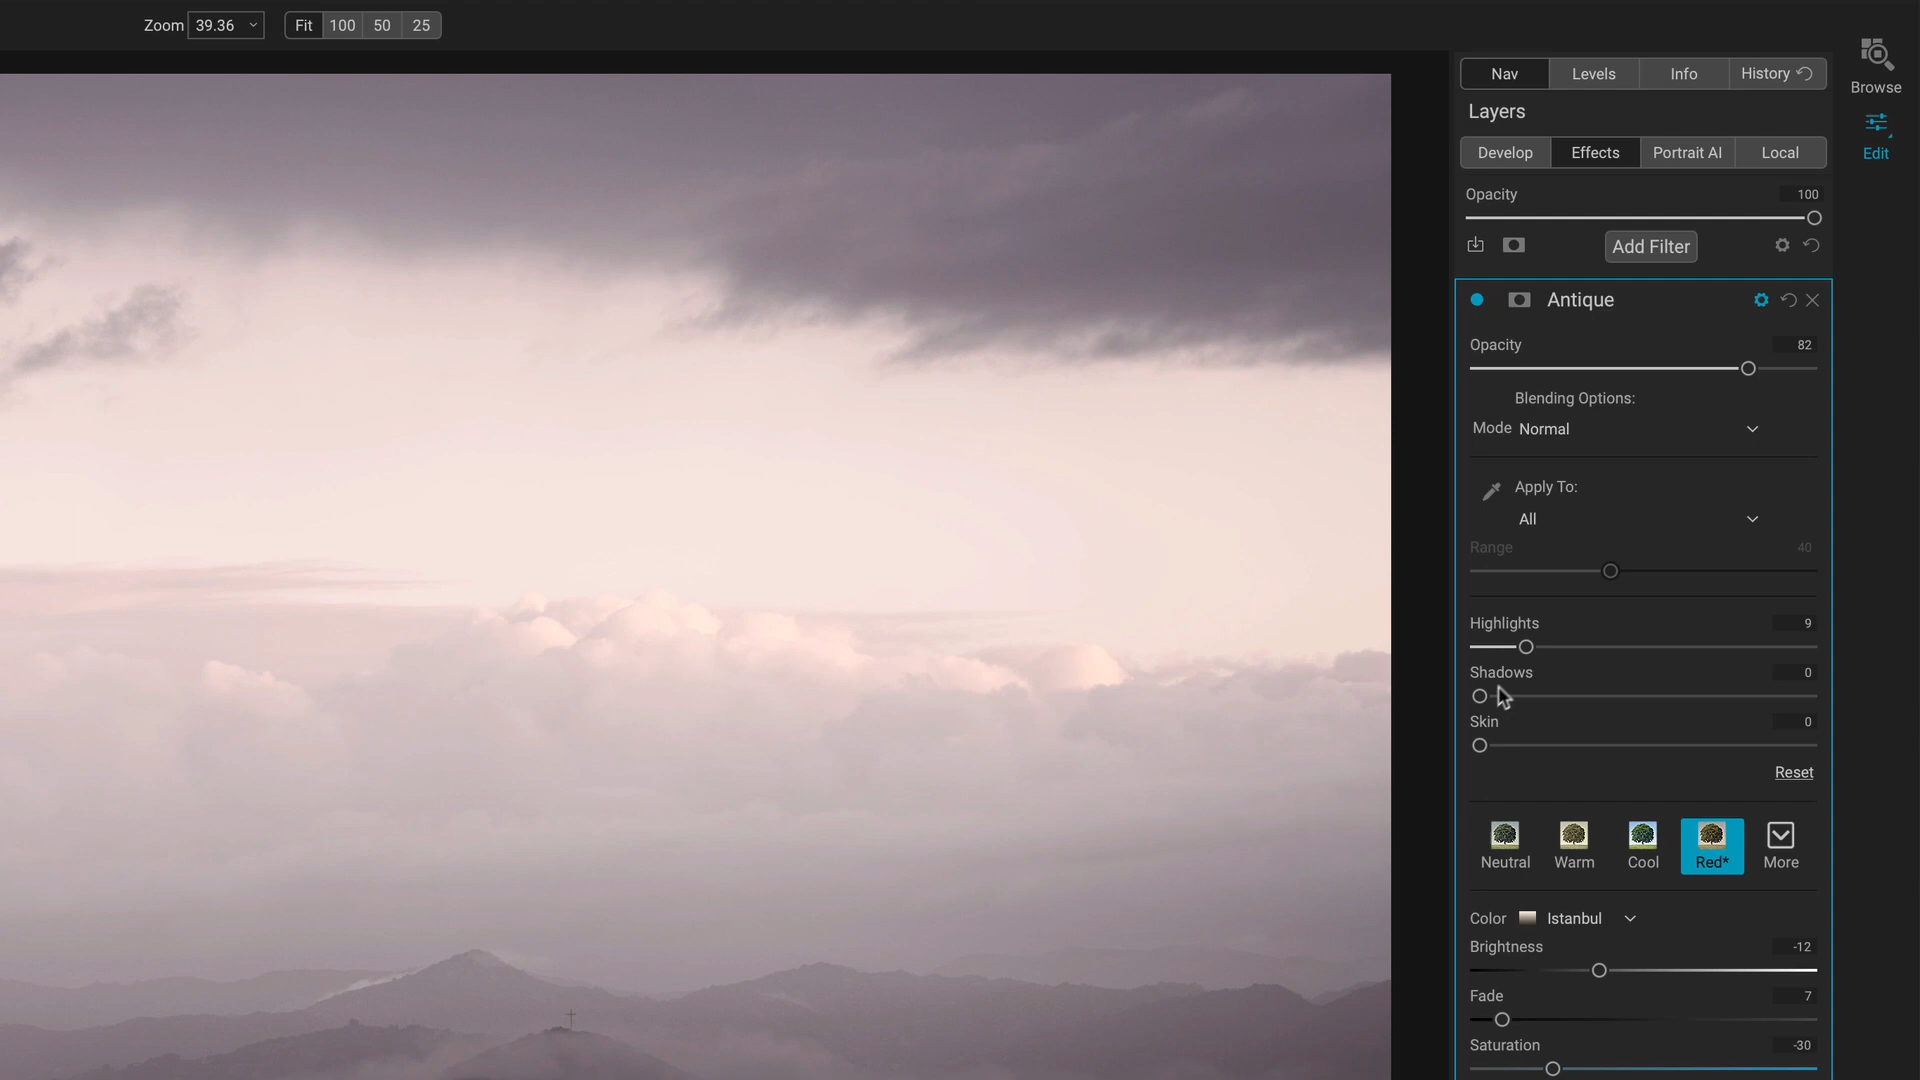 Zoom 39.36 Fit 100 50 25
Nav Levels Info History
Browse
Layers
Edit
Develop Effects Portrait AI Local
Opacity 100
Add Filter
Antique
Opacity 82
Blending Options:
Mode Normal
Apply To:
All
Range 40
Highlights 9
Shadows 0
Skin 0
Reset
Neutral Warm Cool Red* More
Color Istanbul
Brightness -12
Fade 7
Saturation -30